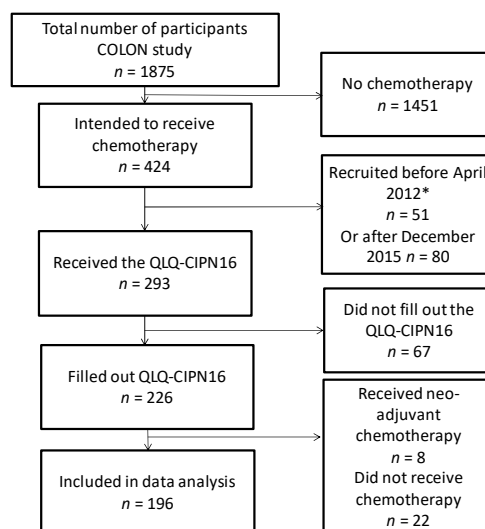 Total number of participants
COLON study
n = 1875
No chemotherapy
n = 1451
Intended to receive
chemotherapy
n = 424
Recruited before April
2012*
n = 51
Or after December
2015 n = 80
Received the QLQ-CIPN16
n = 293
Did not fill out the
QLQ-CIPN16
n = 67
Filled out QLQ-CIPN16
n = 226
Received neo-
adjuvant
chemotherapy
n = 8
Did not receive
chemotherapy
n = 22
Included in data analysis
n = 196